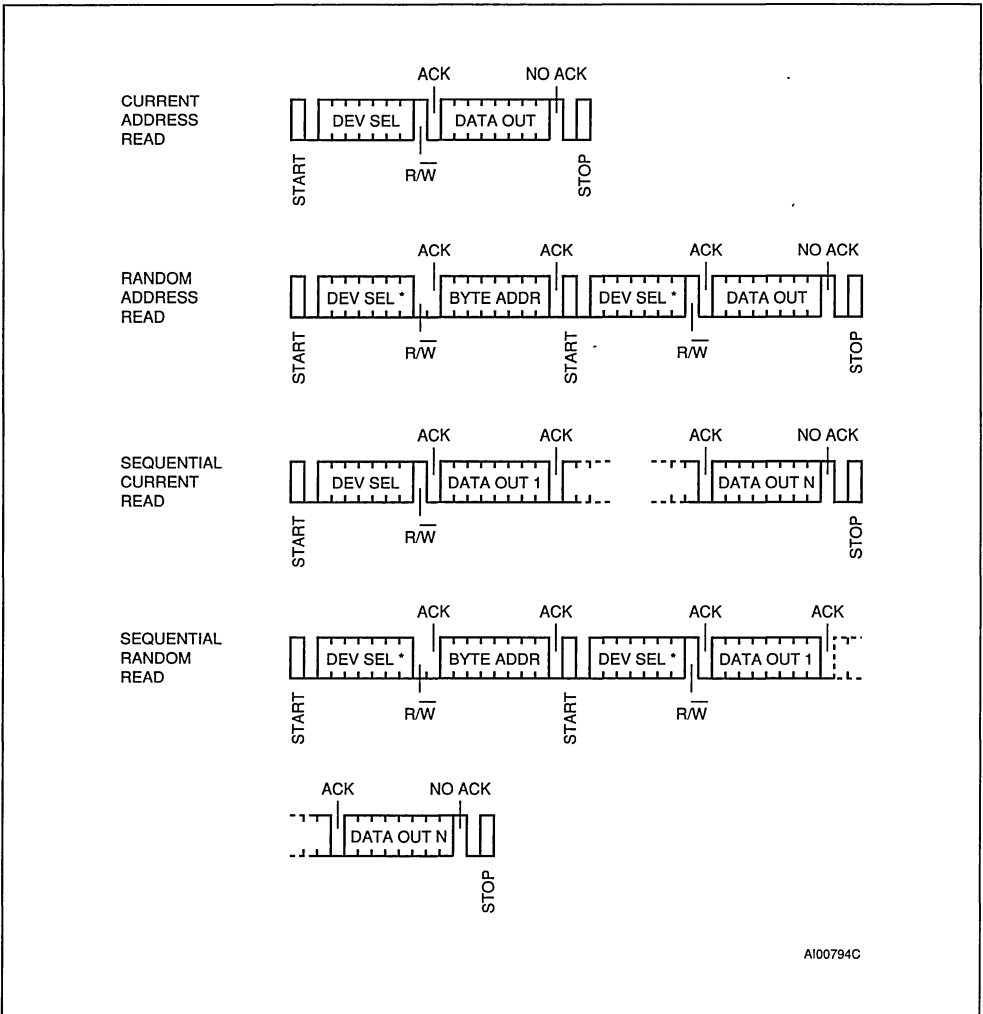 ACK NO ACK
CURRENT
ADDRESS
READ
DEV SEL DATA OUT
R/W̅
START STOP
ACK ACK ACK NO ACK
RANDOM
ADDRESS
READ
DEV SEL * BYTE ADDR DEV SEL * DATA OUT
R/W̅ R/W̅
START START STOP
ACK ACK ACK NO ACK
SEQUENTIAL
CURRENT
READ
DEV SEL DATA OUT 1 DATA OUT N
R/W̅
START STOP
ACK ACK ACK ACK
SEQUENTIAL
RANDOM
READ
DEV SEL * BYTE ADDR DEV SEL * DATA OUT 1
R/W̅ R/W̅
START START
ACK NO ACK
DATA OUT N
STOP
AI00794C